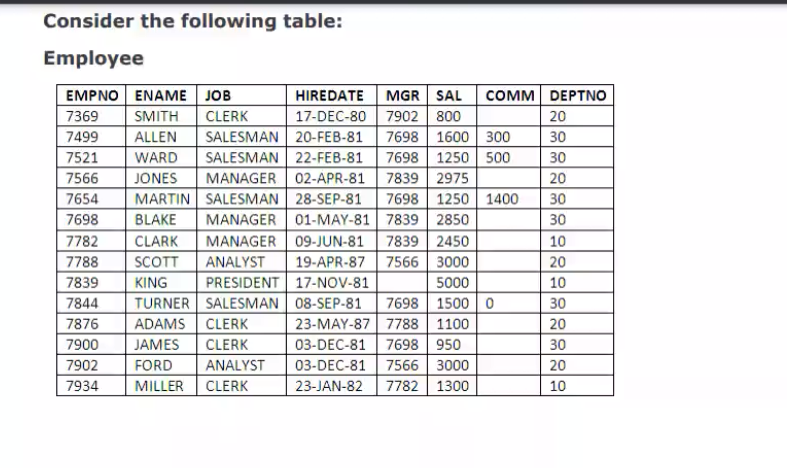 Consider the following table:
Employee
EMPNO ENAME JOB HIREDATE MGR SAL COMM DEPTNO
7369 SMITH CLERK 17-DEC-80 7902 800 20
7499 ALLEN SALESMAN 20-FEB-81 7698 1600 300 30
7521 WARD SALESMAN 22-FEB-81 7698 1250 500 30
7566 JONES MANAGER 02-APR-81 7839 2975 20
7654 MARTIN SALESMAN 28-SEP-81 7698 1250 1400 30
7698 BLAKE MANAGER 01-MAY-81 7839 2850 30
7782 CLARK MANAGER 09-JUN-81 7839 2450 10
7788 SCOTT ANALYST 19-APR-87 7566 3000 20
7839 KING PRESIDENT 17-NOV-81 5000 10
7844 TURNER SALESMAN 08-SEP-81 7698 1500 0 30
7876 ADAMS CLERK 23-MAY-87 7788 1100 20
7900 JAMES CLERK 03-DEC-81 7698 950 30
7902 FORD ANALYST 03-DEC-81 7566 3000 20
7934 MILLER CLERK 23-JAN-82 7782 1300 10